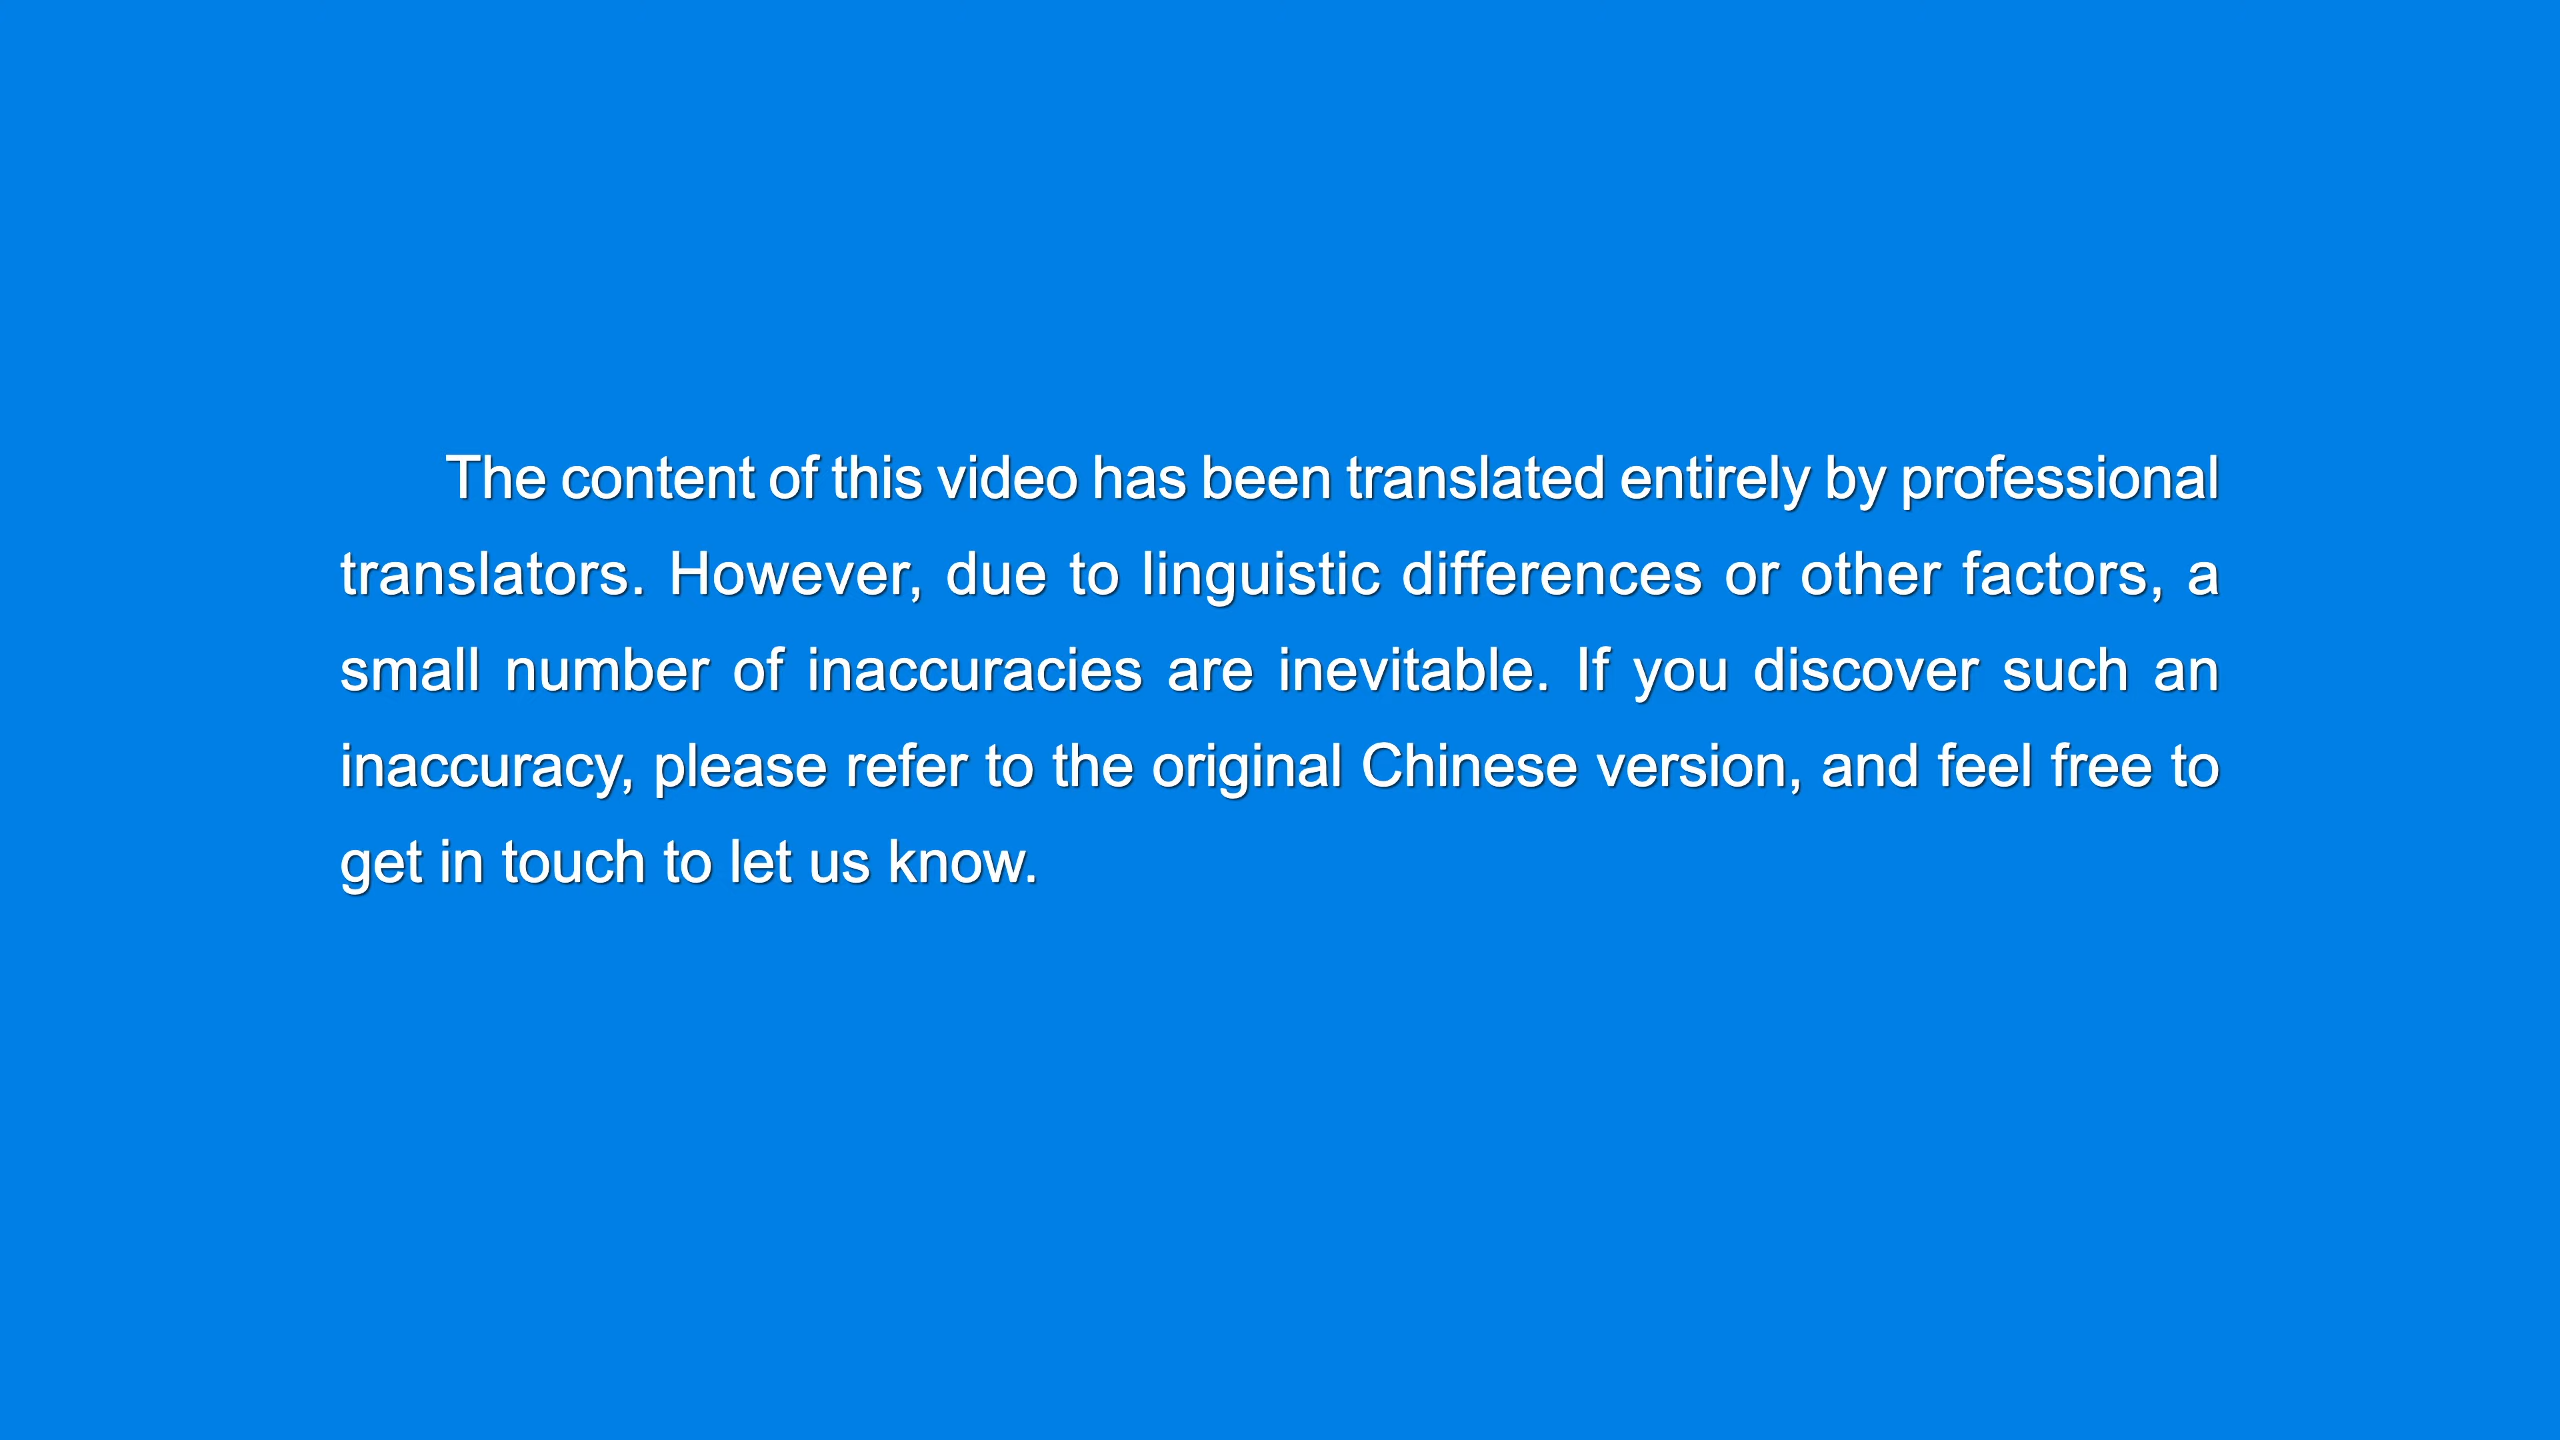 The content of this video has been translated entirely by professional
translators. However, due to linguistic differences or other factors, a
small number of inaccuracies are inevitable. If you discover such an
inaccuracy, please refer to the original Chinese version, and feel free to
get in touch to let us know.